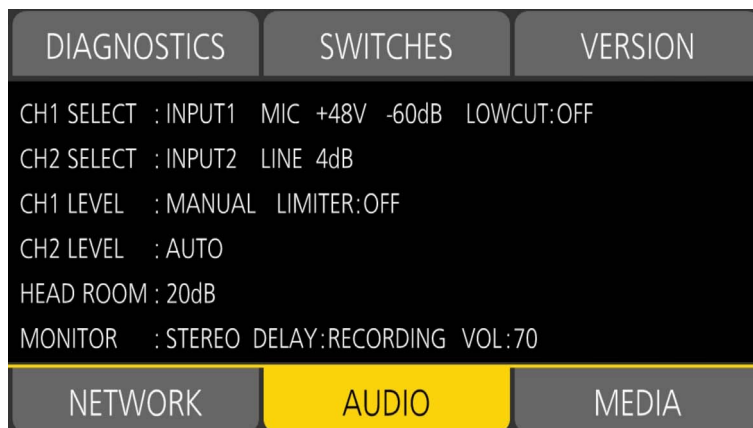 DIAGNOSTICS SWITCHES VERSION
CH1 SELECT : INPUT1 MIC +48V -60dB LOWCUT:OFF
CH2 SELECT : INPUT2 LINE 4dB
CH1 LEVEL : MANUAL LIMITER:OFF
CH2 LEVEL : AUTO
HEAD ROOM : 20dB
MONITOR : STEREO DELAY:RECORDING VOL:70
NETWORK AUDIO MEDIA